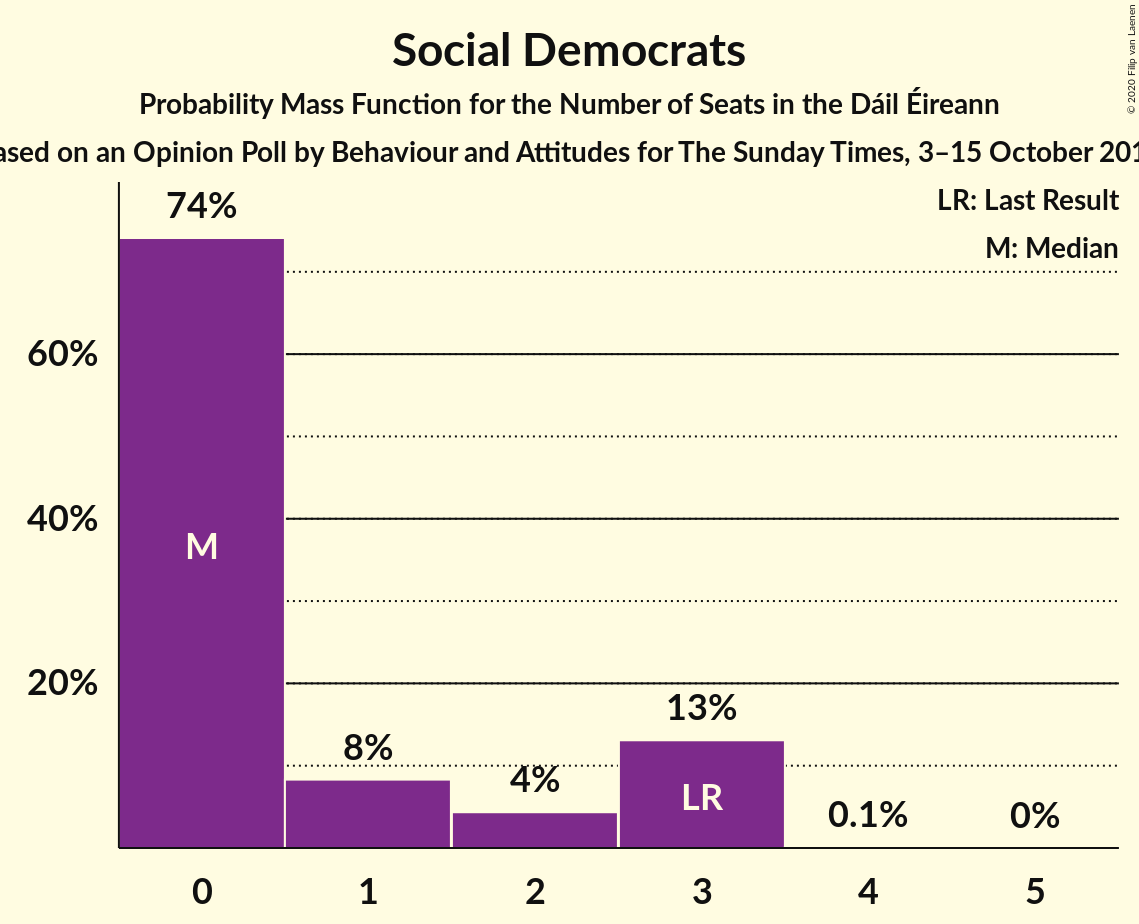 Social Democrats
Probability Mass Function for the Number of Seats in the Dáil Éireann
ased on an Opinion Poll by Behaviour and Attitudes for The Sunday Times, 3–15 October 201
© 2020 Filip van Laenen
LR: Last Result
M: Median
74%
60%
40%
20%
M
8%
4%
13%
LR
0.1%
0%
0 1 2 3 4 5